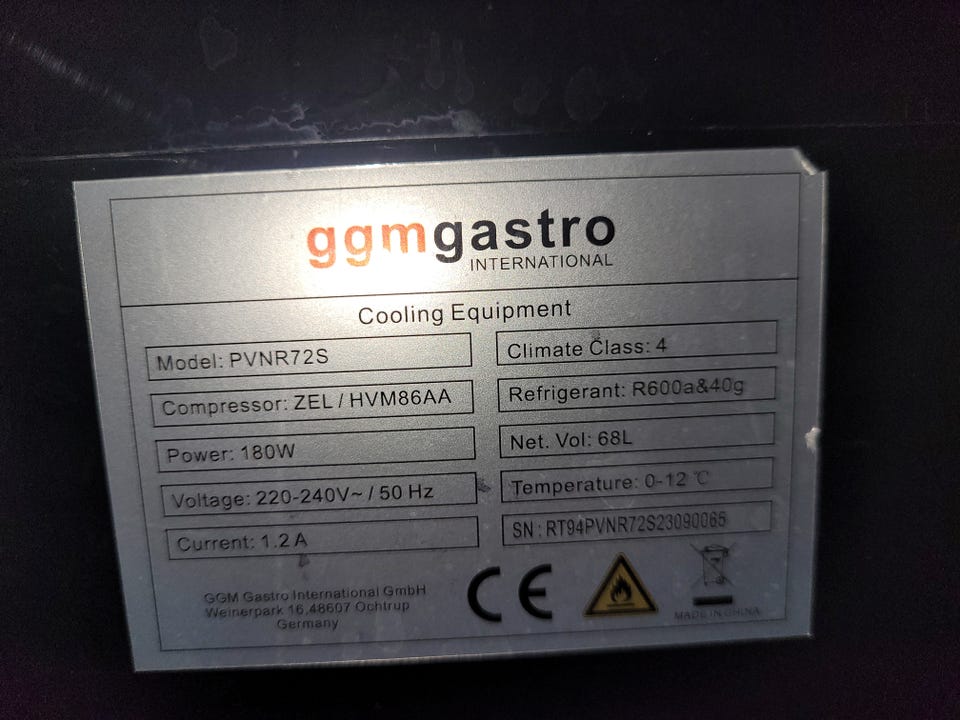 ggmgastro
INTERNATIONAL
Cooling Equipment
Model: PVNR72S
Compressor: ZEL / HVM86AA
Power: 180W
Voltage: 220-240V~ / 50 Hz
Current: 1.2 A
Climate Class: 4
Refrigerant: R600a&40g
Net. Vol: 68L
Temperature: 0-12 ℃
SN : RT94PVNR72S23090065
GGM Gastro International GmbH
Weinerpark 16,48607 Ochtrup
Germany
CE
MADE IN CHINA